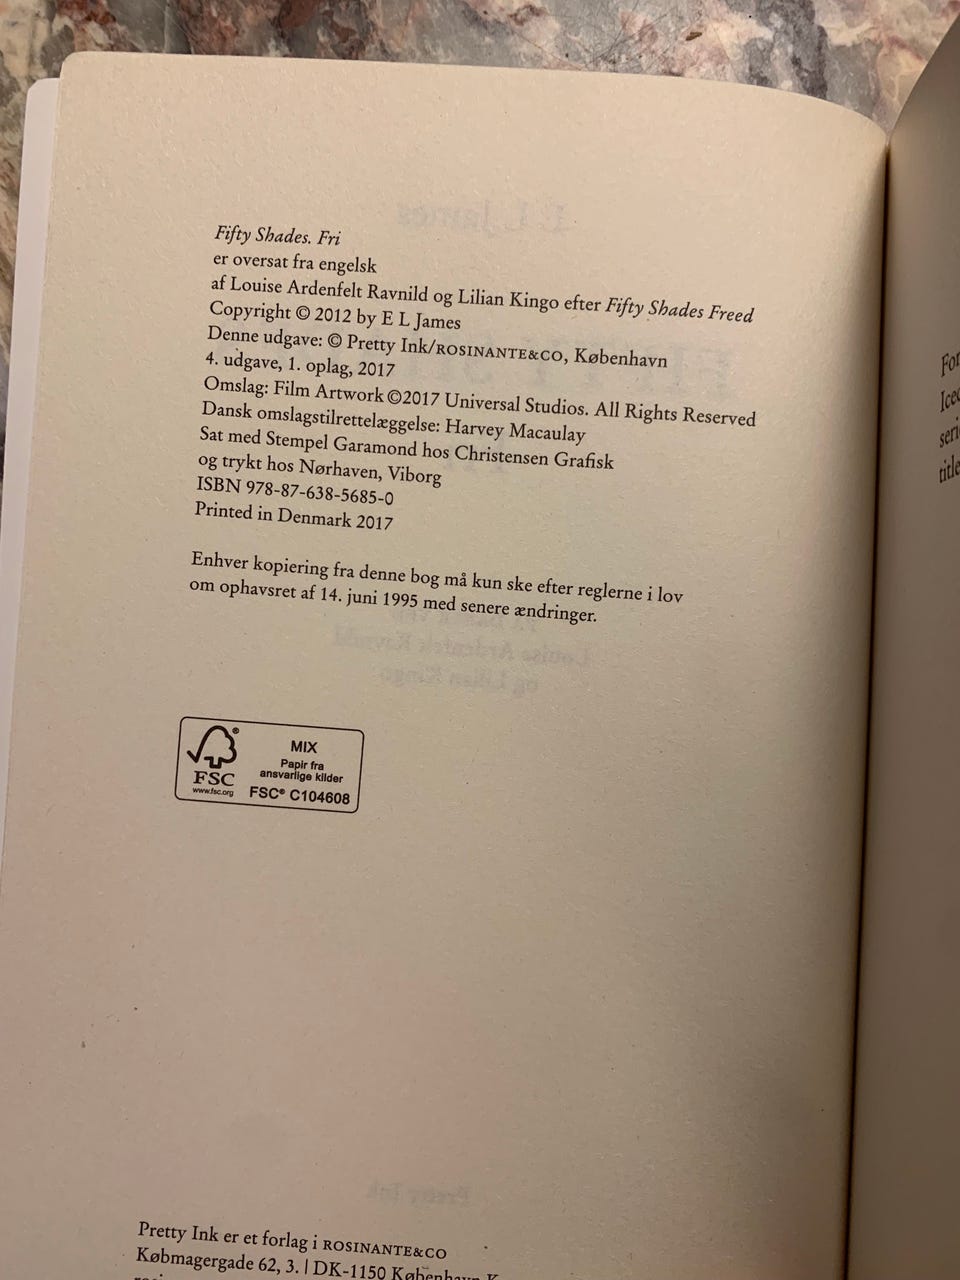 Fifty Shades. Fri
er oversat fra engelsk
af Louise Ardenfelt Ravnild og Lilian Kingo efter Fifty Shades Freed
Copyright © 2012 by E L James
Denne udgave: © Pretty Ink/ROSINANTE&CO, København
4. udgave, 1. oplag, 2017
Omslag: Film Artwork ©2017 Universal Studios. All Rights Reserved
Dansk omslagstilrettelæggelse: Harvey Macaulay
Sat med Stempel Garamond hos Christensen Grafisk
og trykt hos Nørhaven, Viborg
ISBN 978-87-638-5685-0
Printed in Denmark 2017
Enhver kopiering fra denne bog må kun ske efter reglerne i lov
om ophavsret af 14. juni 1995 med senere ændringer.
FSC
www.fsc.org
MIX
Papir fra
ansvarlige kilder
FSC® C104608
Pretty Ink er et forlag i ROSINANTE&CO
Købmagergade 62, 3. | DK-1150 København K